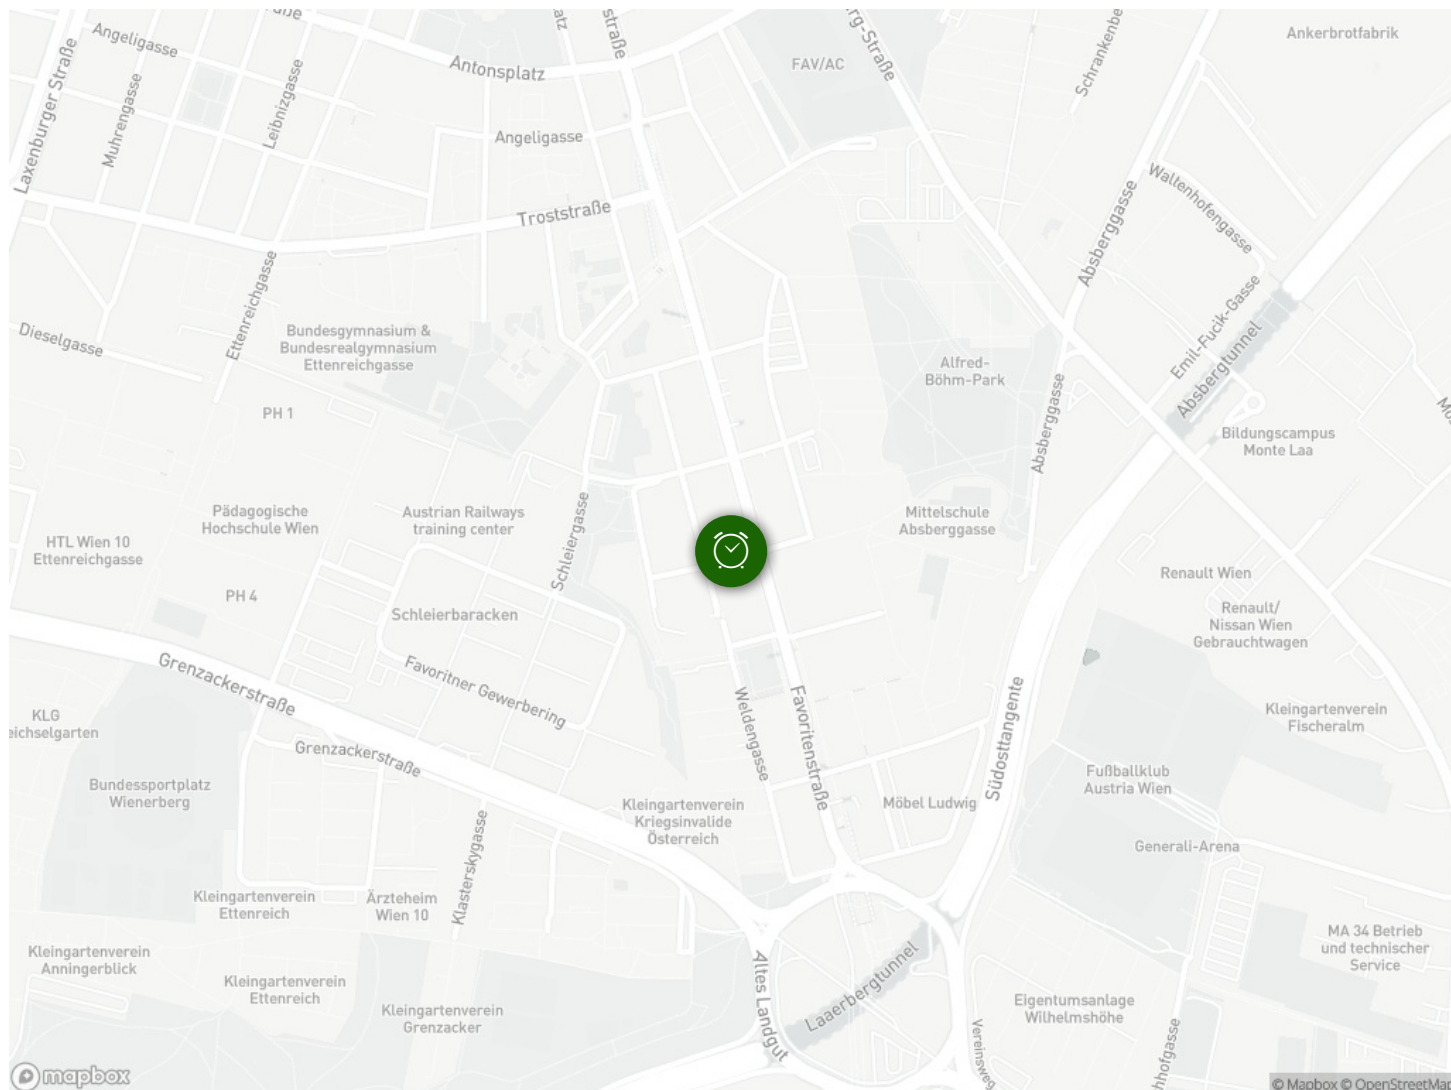 straße
Ankerbrotfabrik
Angeligasse
Antonsplatz
FAV/AC
Laxenburger Straße
Muhrengasse
Leibnizgasse
Angeligasse
Troststraße
Absberggasse
Waltenhofengasse
Dieselgasse
Ettenreichgasse
Bundesgymnasium &
Bundesrealgymnasium
Ettenreichgasse
Alfred-
Böhm-Park
Emil-Fucik-Gasse
Absbergtunnel
PH 1
Absberggasse
Bildungscampus
Monte Laa
Pädagogische
Hochschule Wien
Austrian Railways
training center
Mittelschule
Absberggasse
HTL Wien 10
Ettenreichgasse
Schleiergasse
Renault Wien
PH 4
Schleierbaracken
Renault/
Nissan Wien
Gebrauchtwagen
Grenzackerstraße
Favoritner Gewerbering
KLG
eichselgarten
Weldengasse
Favoritenstraße
Südosttangente
Kleingartenverein
Fischeralm
Grenzackerstraße
Bundessportplatz
Wienerberg
Fußballklub
Austria Wien
Kleingartenverein
Kriegsinvalide
Österreich
Möbel Ludwig
Generali-Arena
Klasterskygasse
Kleingartenverein
Ettenreich
Ärzteheim
Wien 10
Kleingartenverein
Anningerblick
MA 34 Betrieb
und technischer
Service
Kleingartenverein
Ettenreich
Kleingartenverein
Grenzacker
Altes Landgut
Laaerbergtunnel
Eigentumsanlage
Wilhelmshöhe
Vereinsweg
mapbox
© Mapbox © OpenStreetMap